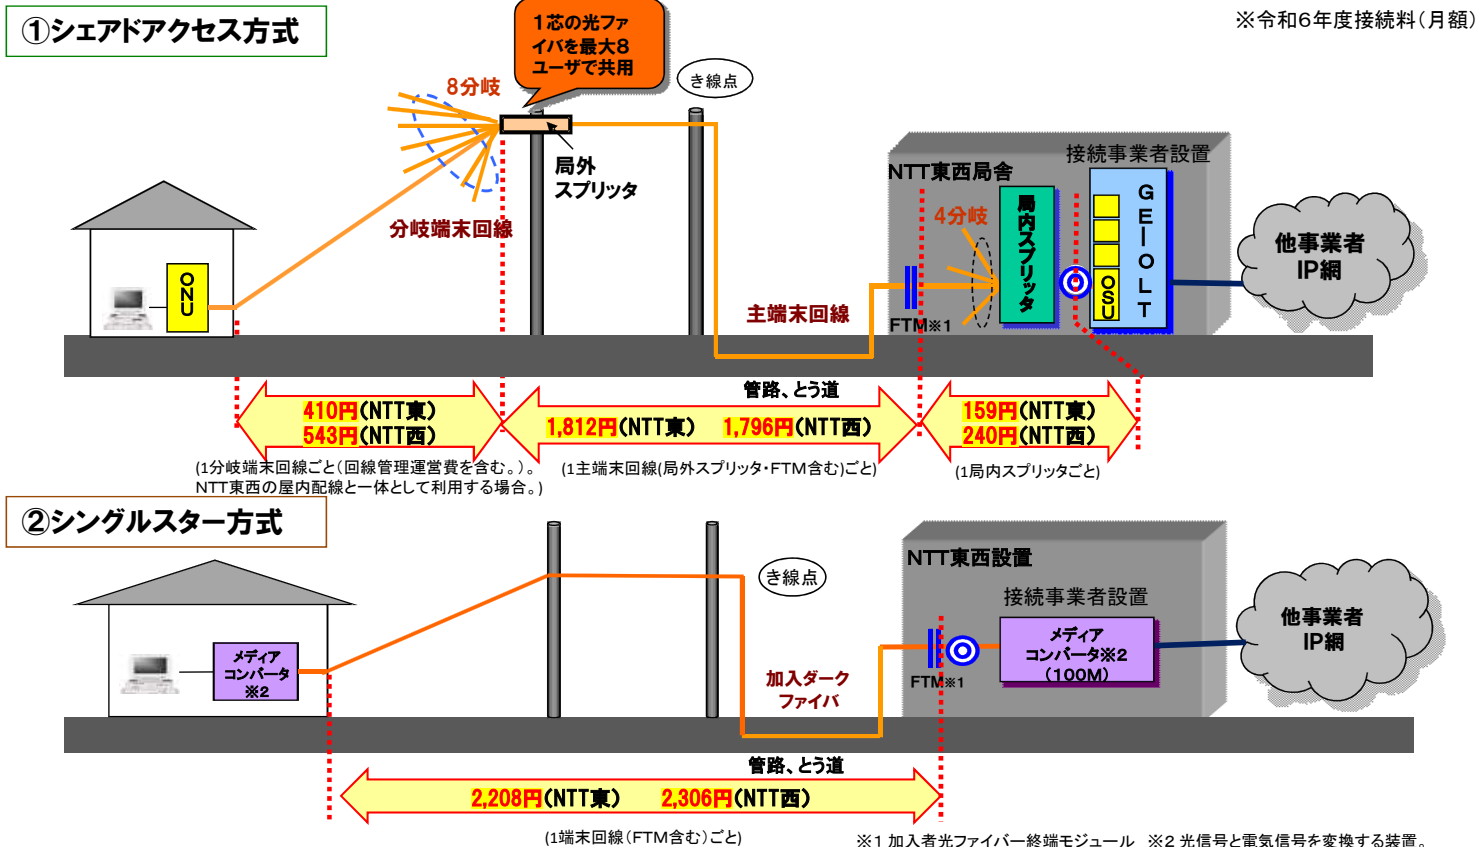 ①シェアドアクセス方式
※令和6年度接続料(月額)
1芯の光ファ
イバを最大8
ユーザで共用
き線点
8分岐
局外
スプリッタ
分岐端末回線
ONU
主端末回線
NTT東西局舎
接続事業者設置
4分岐
局内スプリッタ
GE-OLT
OSU
FTM※1
他事業者
IP網
管路、とう道
410円(NTT東)
543円(NTT西)
1,812円(NTT東) 1,796円(NTT西)
159円(NTT東)
240円(NTT西)
(1分岐端末回線ごと(回線管理運営費を含む。)。
NTT東西の屋内配線と一体として利用する場合。)
(1主端末回線(局外スプリッタ・FTM含む)ごと)
(1局内スプリッタごと)
②シングルスター方式
き線点
NTT東西設置
接続事業者設置
メディア
コンバータ
※2
加入ダーク
ファイバ
FTM※1
メディア
コンバータ※2
(100M)
他事業者
IP網
管路、とう道
2,208円(NTT東) 2,306円(NTT西)
(1端末回線(FTM含む)ごと)
※1 加入者光ファイバー終端モジュール ※2 光信号と電気信号を変換する装置。